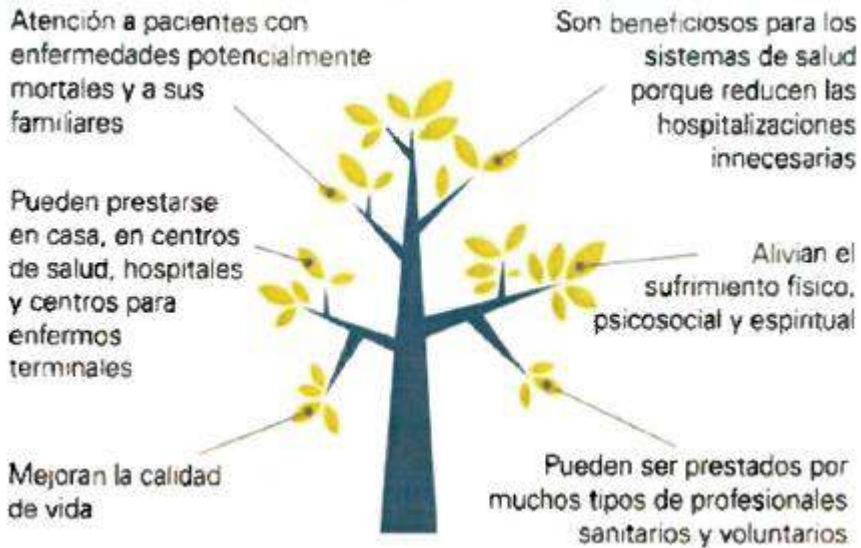 Atención a pacientes con
enfermedades potencialmente
mortales y a sus
familiares
Son beneficiosos para los
sistemas de salud
porque reducen las
hospitalizaciones
innecesarias
Pueden prestarse
en casa, en centros
de salud, hospitales
y centros para
enfermos
terminales
Alivian el
sufrimiento físico,
psicosocial y espiritual
Mejoran la calidad
de vida
Pueden ser prestados por
muchos tipos de profesionales
sanitarios y voluntarios